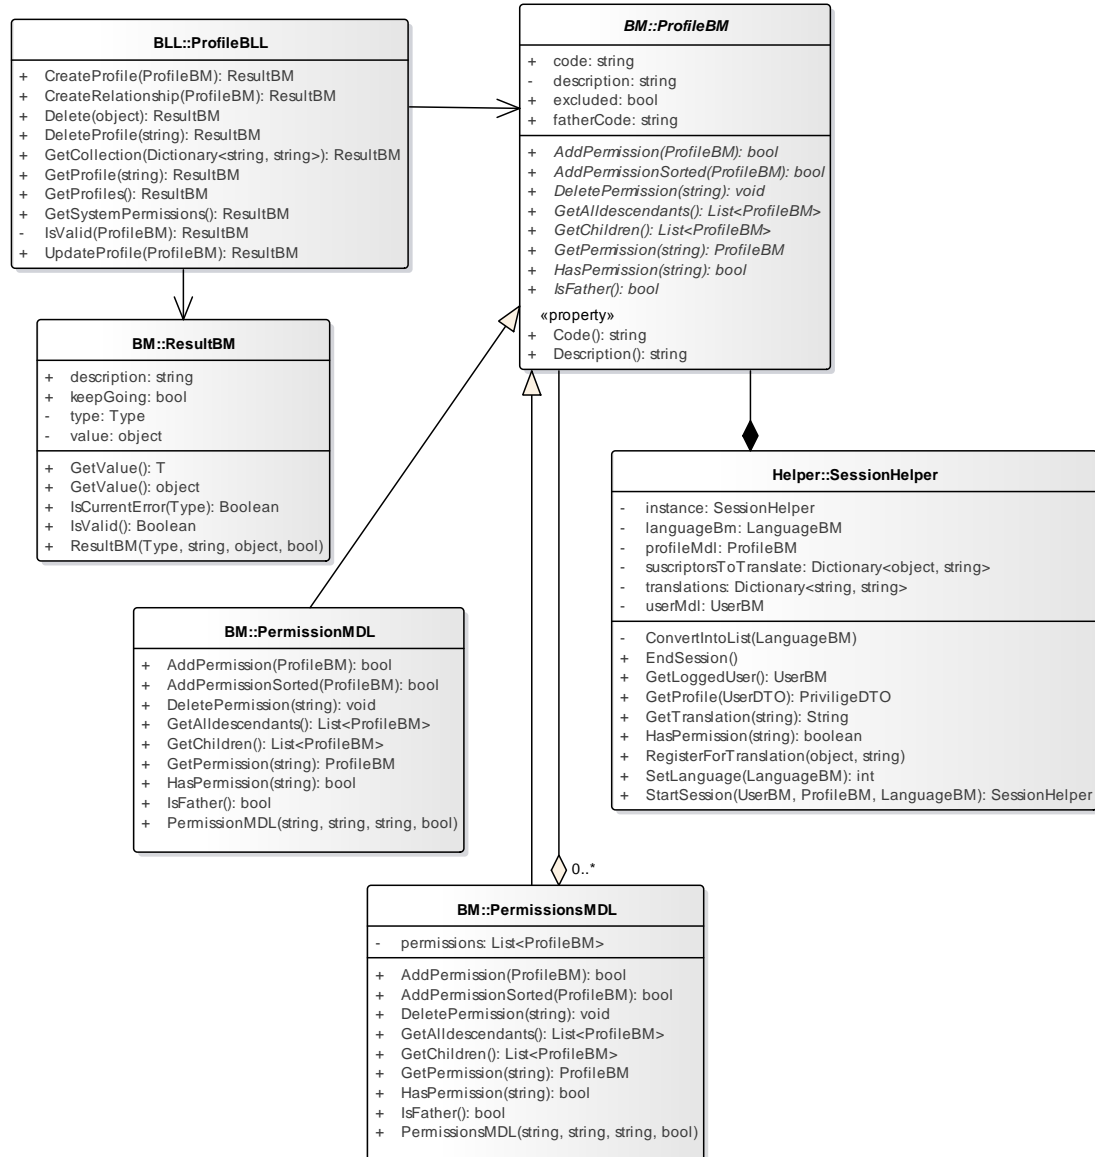 BLL::ProfileBLL
+ CreateProfile(ProfileBM): ResultBM
+ CreateRelationship(ProfileBM): ResultBM
+ Delete(object): ResultBM
+ DeleteProfile(string): ResultBM
+ GetCollection(Dictionary<string, string>): ResultBM
+ GetProfile(string): ResultBM
+ GetProfiles(): ResultBM
+ GetSystemPermissions(): ResultBM
- IsValid(ProfileBM): ResultBM
+ UpdateProfile(ProfileBM): ResultBM
BM::ProfileBM
+ code: string
- description: string
+ excluded: bool
+ fatherCode: string
+ AddPermission(ProfileBM): bool
+ AddPermissionSorted(ProfileBM): bool
+ DeletePermission(string): void
+ GetAlldescendants(): List<ProfileBM>
+ GetChildren(): List<ProfileBM>
+ GetPermission(string): ProfileBM
+ HasPermission(string): bool
+ IsFather(): bool
«property»
+ Code(): string
+ Description(): string
BM::ResultBM
+ description: string
+ keepGoing: bool
- type: Type
- value: object
+ GetValue(): T
+ GetValue(): object
+ IsCurrentError(Type): Boolean
+ IsValid(): Boolean
+ ResultBM(Type, string, object, bool)
Helper::SessionHelper
- instance: SessionHelper
- languageBm: LanguageBM
- profileMdl: ProfileBM
- suscriptorsToTranslate: Dictionary<object, string>
- translations: Dictionary<string, string>
- userMdl: UserBM
- ConvertIntoList(LanguageBM)
+ EndSession()
+ GetLoggedUser(): UserBM
+ GetProfile(UserDTO): PriviligeDTO
+ GetTranslation(string): String
+ HasPermission(string): boolean
+ RegisterForTranslation(object, string)
+ SetLanguage(LanguageBM): int
+ StartSession(UserBM, ProfileBM, LanguageBM): SessionHelper
BM::PermissionMDL
+ AddPermission(ProfileBM): bool
+ AddPermissionSorted(ProfileBM): bool
+ DeletePermission(string): void
+ GetAlldescendants(): List<ProfileBM>
+ GetChildren(): List<ProfileBM>
+ GetPermission(string): ProfileBM
+ HasPermission(string): bool
+ IsFather(): bool
+ PermissionMDL(string, string, string, bool)
0..*
BM::PermissionsMDL
- permissions: List<ProfileBM>
+ AddPermission(ProfileBM): bool
+ AddPermissionSorted(ProfileBM): bool
+ DeletePermission(string): void
+ GetAlldescendants(): List<ProfileBM>
+ GetChildren(): List<ProfileBM>
+ GetPermission(string): ProfileBM
+ HasPermission(string): bool
+ IsFather(): bool
+ PermissionsMDL(string, string, string, bool)